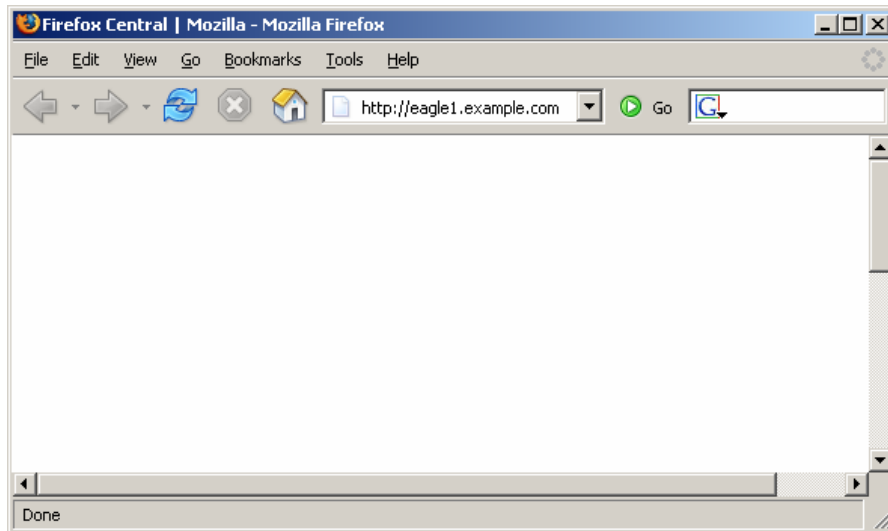 Firefox Central | Mozilla - Mozilla Firefox
File Edit View Go Bookmarks Tools Help
http://eagle1.example.com Go G
Done